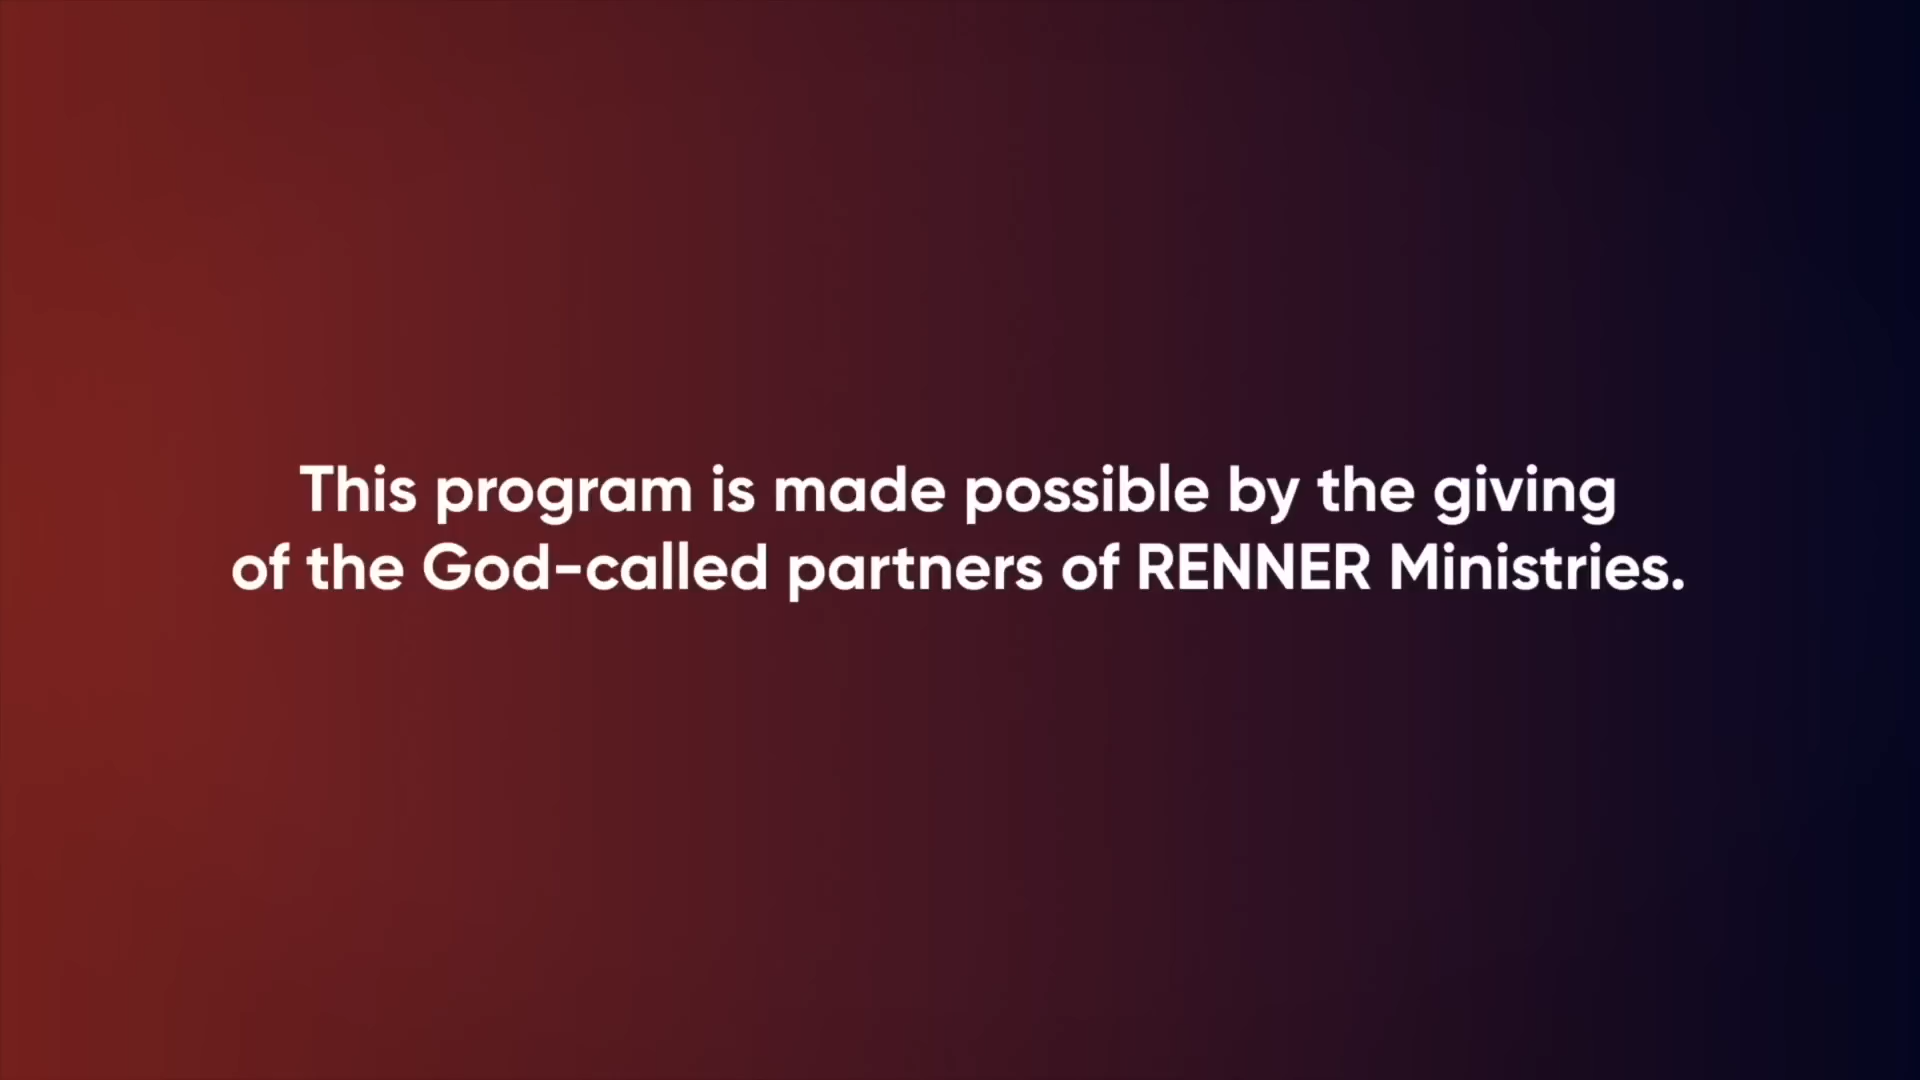 This program is made possible by the giving
of the God-called partners of RENNER Ministries.